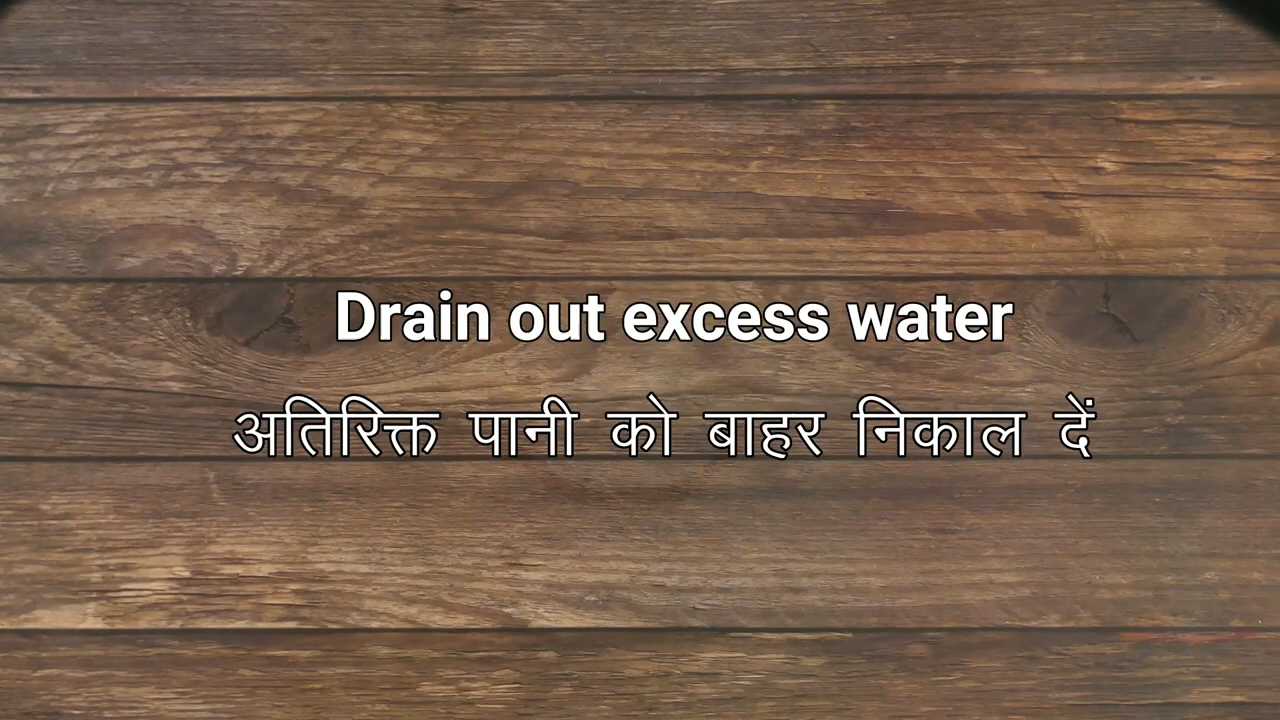 Drain out excess water
अतिरिक्त पानी को बाहर निकाल दें